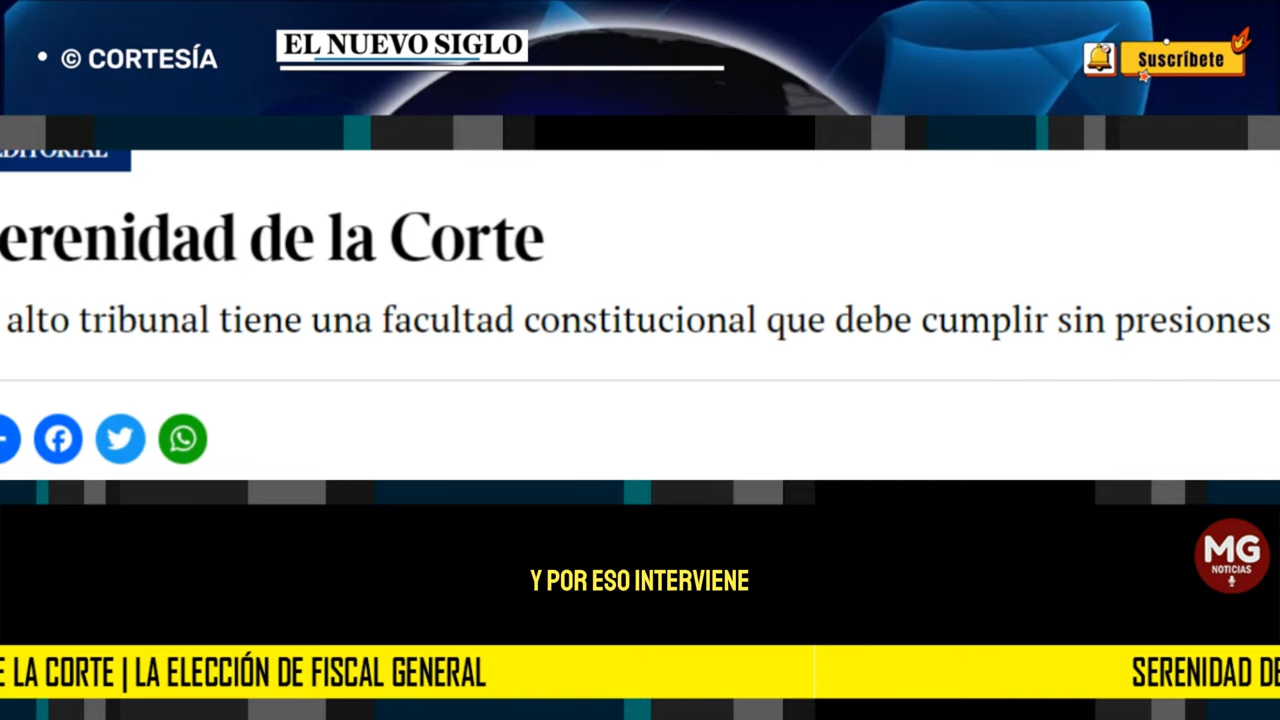 • © CORTESÍA
EL NUEVO SIGLO
Suscríbete
EDITORIAL
erenidad de la Corte
alto tribunal tiene una facultad constitucional que debe cumplir sin presiones
MG
NOTICIAS
Y POR ESO INTERVIENE
E LA CORTE | LA ELECCIÓN DE FISCAL GENERAL
SERENIDAD DE